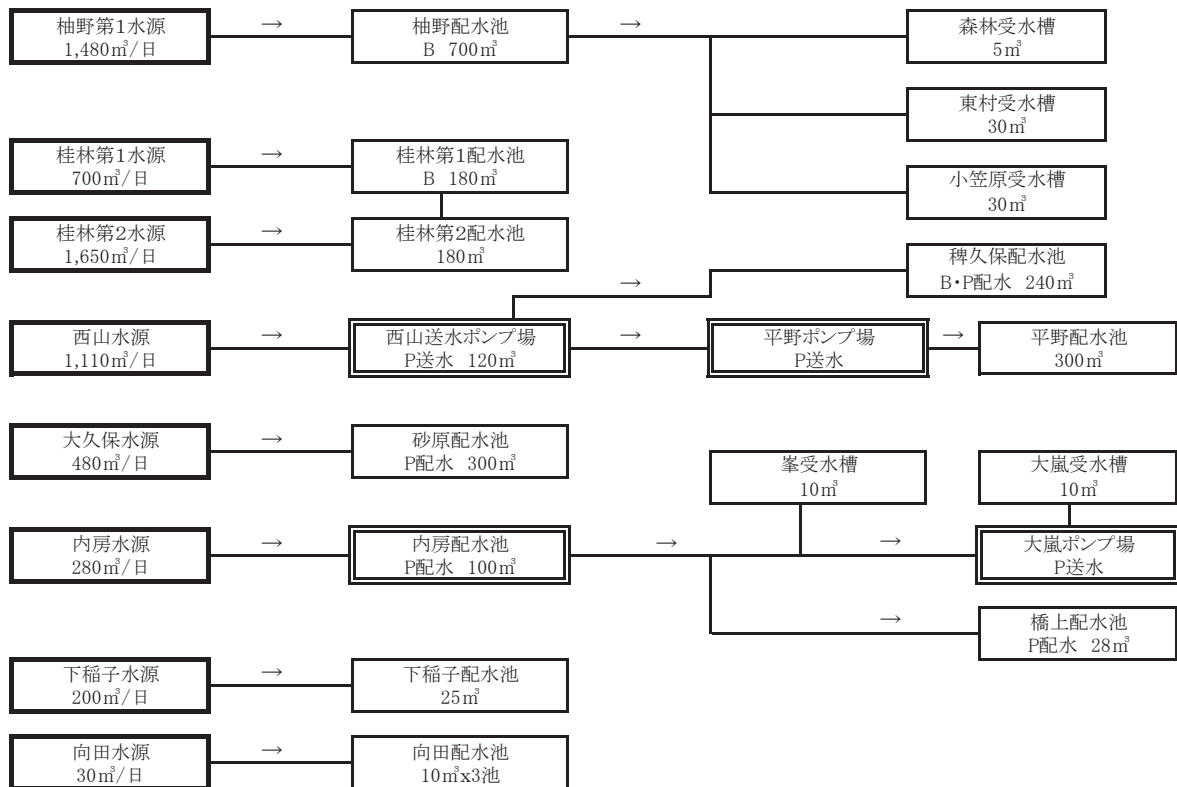 柚野第1水源
1,480㎥/日
→
柚野配水池
B 700㎥
→
森林受水槽
5㎥
東村受水槽
30㎥
小笠原受水槽
30㎥
桂林第1水源
700㎥/日
→
桂林第1配水池
B 180㎥
桂林第2水源
1,650㎥/日
→
桂林第2配水池
180㎥
→
稗久保配水池
B・P配水 240㎥
西山水源
1,110㎥/日
→
西山送水ポンプ場
P送水 120㎥
→
平野ポンプ場
P送水
→
平野配水池
300㎥
大久保水源
480㎥/日
→
砂原配水池
P配水 300㎥
峯受水槽
10㎥
大嵐受水槽
10㎥
内房水源
280㎥/日
→
内房配水池
P配水 100㎥
→
→
大嵐ポンプ場
P送水
→
橋上配水池
P配水 28㎥
下稲子水源
200㎥/日
→
下稲子配水池
25㎥
向田水源
30㎥/日
→
向田配水池
10㎥x3池